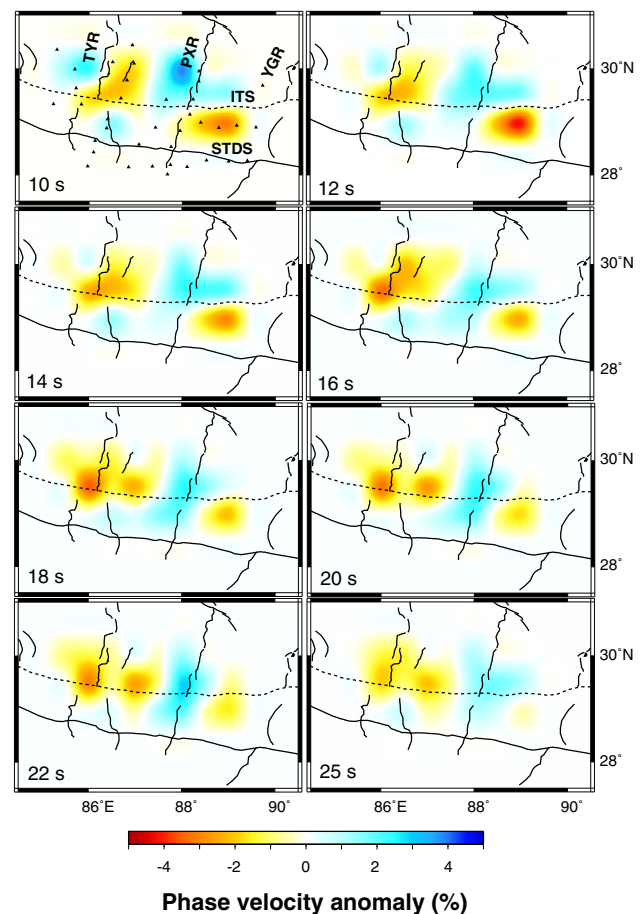 TYR
PXR
YGR
ITS
STDS
10 s
12 s
30˚N
28˚
14 s
16 s
30˚N
28˚
18 s
20 s
30˚N
28˚
22 s
25 s
30˚N
28˚
86˚E 88˚ 90˚
86˚E 88˚ 90˚
-4 -2 0 2 4
Phase velocity anomaly (%)